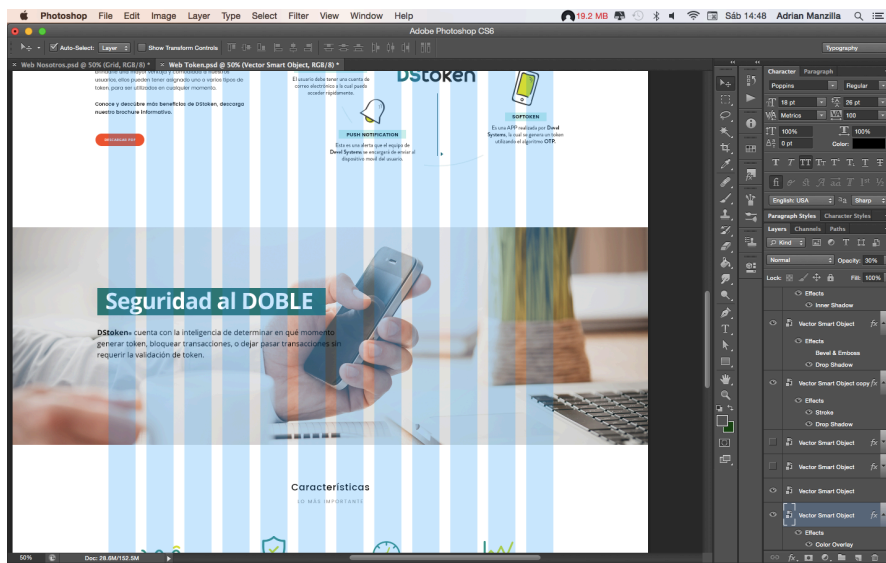 Photoshop File Edit Image Layer Type Select Filter View Window Help 19.2 MB Sáb 14:48 Adrian Manzilla
Adobe Photoshop CS6
Auto-Select: Layer Show Transform Controls Typography
× Web Nosotros.psd @ 50% (Grid, RGB/8) * × Web Token.psd @ 50% (Vector Smart Object, RGB/8) *
usuarios, ellos pueden tener asignado uno o varios tipos de
token, para ser utilizados en cualquier momento.
Conoce y descúbre más beneficios de DStoken, descarga
nuestro brochure informativo.
DESCARGAR PDF
El usuario debe tener una cuenta de
correo electrónico a la cual pueda
acceder rápidamente.
DStoken
PUSH NOTIFICATION
Esta es una alerta que el equipo de
Devel Systems se encargará de enviar al
dispositivo movil del usuario.
SOFTOKEN
Es una APP realizada por Devel
Systems, la cual se genera un token
utilizando el algoritmo OTP.
Seguridad al DOBLE
DStoken® cuenta con la inteligencia de determinar en qué momento
generar token, bloquear transacciones, o dejar pasar transacciones sin
requerir la validación de token.
Características
LO MÁS IMPORTANTE
50% Doc: 28.6M/152.5M
Character Paragraph
Poppins Regular
18 pt 26 pt
Metrics 100
100% 100%
0 pt Color:
English: USA Sharp
Paragraph Styles Character Styles
Layers Channels Paths
Kind
Normal Opacity: 30%
Lock: Fill: 100%
Effects
Inner Shadow
Vector Smart Object fx
Effects
Bevel & Emboss
Drop Shadow
Vector Smart Object copy fx
Effects
Stroke
Drop Shadow
Vector Smart Object fx
Vector Smart Object fx
Vector Smart Object
Vector Smart Object fx
Effects
Color Overlay